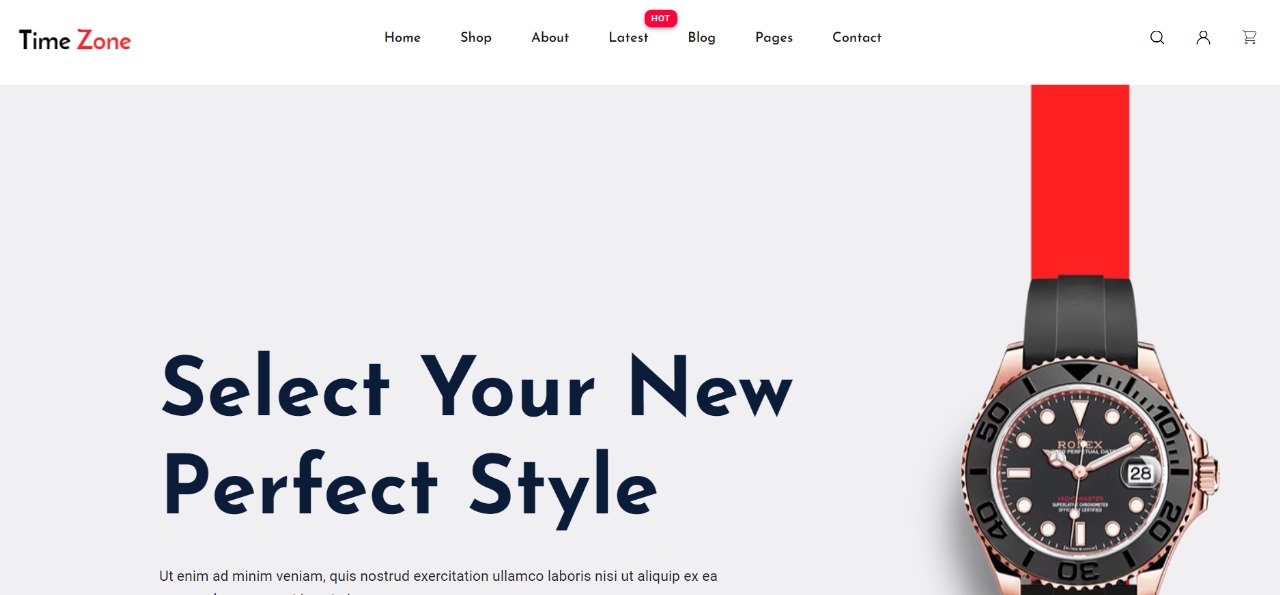 HOT
Time Zone
Home
Shop
About
Latest
Blog
Pages
Contact
Select Your New
Perfect Style
Ut enim ad minim veniam, quis nostrud exercitation ullamco laboris nisi ut aliquip ex ea
ROLEX
PERPETUAL DATE
28
YACHT-MASTER
SUPERLATIVE CHRONOMETER
OFFICIALLY CERTIFIED
50
10
40
20
30